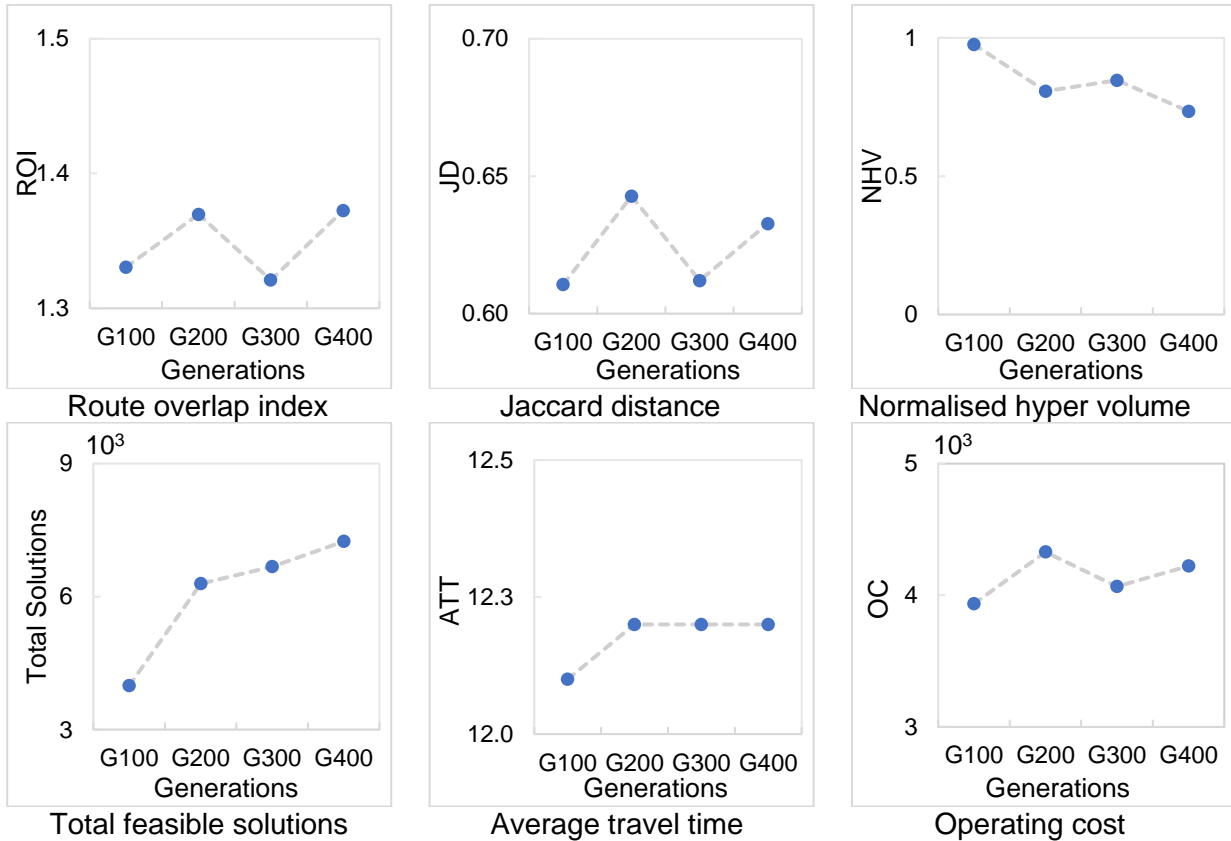 1.5
1.4
1.3
ROI
G100 G200 G300 G400
Generations
Route overlap index
0.70
0.65
0.60
JD
G100 G200 G300 G400
Generations
Jaccard distance
1
0.5
0
NHV
G100 G200 G300 G400
Generations
Normalised hyper volume
10³
9
6
3
Total Solutions
G100 G200 G300 G400
Generations
Total feasible solutions
12.5
12.3
12.0
ATT
G100 G200 G300 G400
Generations
Average travel time
10³
5
4
3
OC
G100 G200 G300 G400
Generations
Operating cost